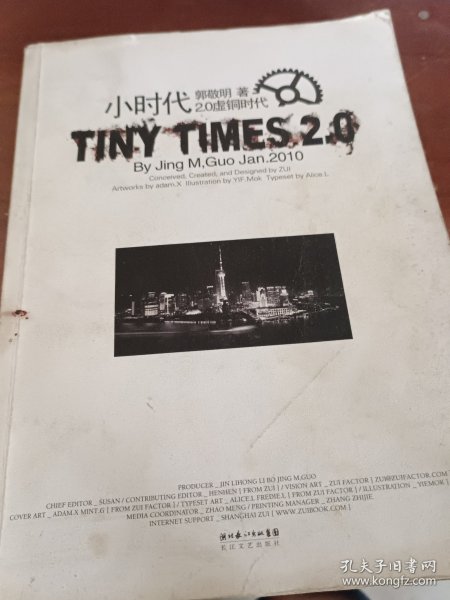 小时代 郭敬明 著
2.0虚铜时代
TINY TIMES 2.0
By Jing M,Guo Jan.2010
Conceived, Created, and Designed by ZUI
Artworks by adam.X Illustration by YIF.Mok Typeset by Alice.L
PRODUCER _ JIN LIHONG LI BO JING M,GUO
CHIEF EDITOR _ SUSAN / CONTRIBUTING EDITOR _ HENHEN [ FROM ZUI ] / VISION ART _ ZUI FACTOR [ ZUI@ZUIFACTOR.COM
COVER ART _ ADAM.X MINT.G [ FROM ZUI FACTOR ] / TYPESET ART _ ALICE.L FREDIE.L [ FROM ZUI FACTOR ] / ILLUSTRATION _ YIEMOK ]
MEDIA COORDINATOR _ ZHAO MENG / PRINTING MANAGER _ ZHANG ZHIJIE
INTERNET SUPPORT _ SHANGHAI ZUI [ WWW.ZUIBOOK.COM ]
长江文艺出版社
孔夫子旧书网
book.kongfz.com